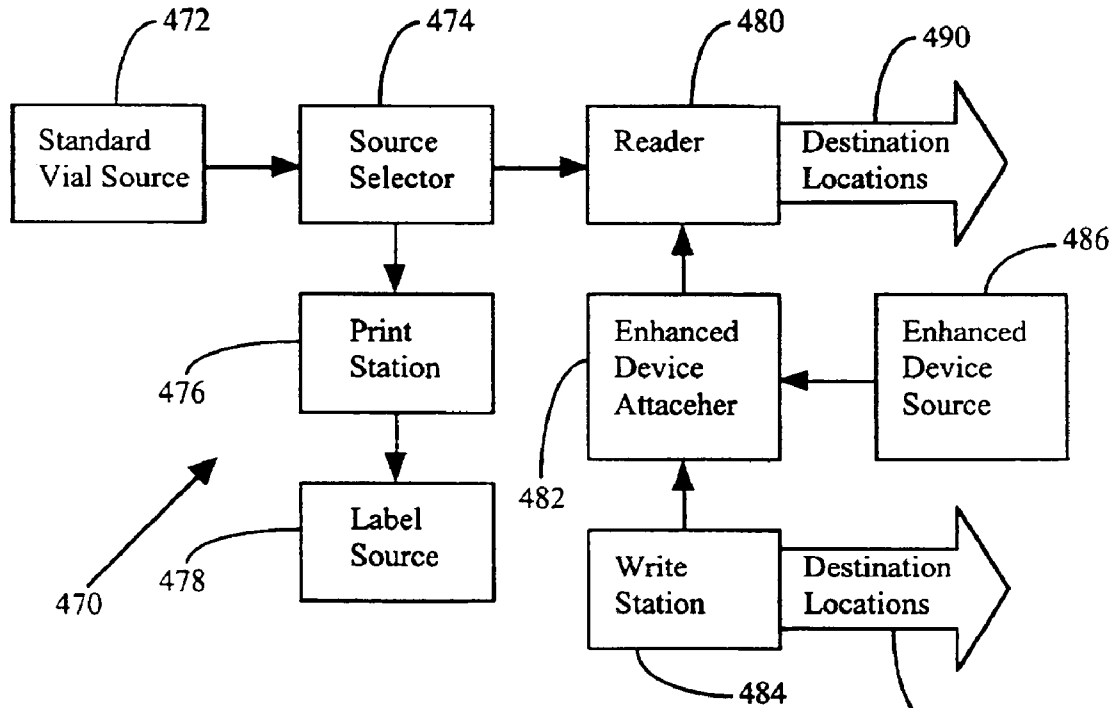 472
474
480
490
Standard
Vial Source
Source
Selector
Reader
Destination
Locations
486
Print
Station
476
Enhanced
Device
Attaceher
Enhanced
Device
Source
482
Label
Source
478
470
Write
Station
Destination
Locations
484